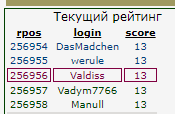 Текущий рейтинг
rpos login score
256954 DasMadchen 13
256955 werule 13
256956 Valdiss 13
256957 Vadym7766 13
256958 Manull 13